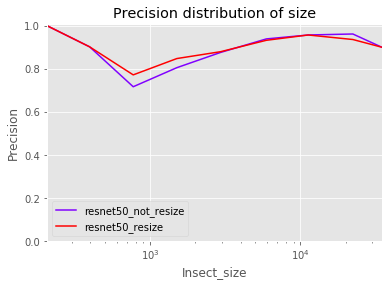 Precision distribution of size
1.0
0.8
0.6
0.4
0.2
0.0
Precision
resnet50_not_resize
resnet50_resize
10³
10⁴
Insect_size